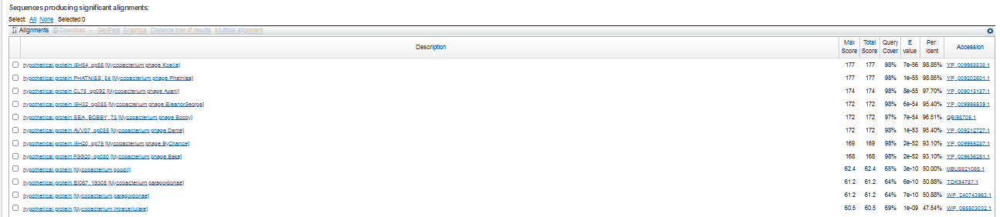 Sequences producing significant alignments:
Select: All None Selected:0
Alignments Download GenPept Graphics Distance tree of results Multiple alignment
Description Max Score Total Score Query Cover E value Per. Ident Accession
hypothetical protein I5H54_gp55 [Mycobacterium phage Koella] 177 177 98% 7e-56 98.85% YP_009958838.1
hypothetical protein PHATNISS_84 [Mycobacterium phage Phatniss] 177 177 98% 1e-55 98.85% YP_009202601.1
hypothetical protein CL78_gp092 [Mycobacterium phage Avani] 174 174 98% 8e-55 97.70% YP_009013187.1
hypothetical protein I5H32_gp088 [Mycobacterium phage EleanorGeorge] 172 172 98% 6e-54 95.40% YP_009956539.1
hypothetical protein SEA_BOBBY_73 [Mycobacterium phage Bobby] 172 172 97% 7e-54 96.51% QBI98705.1
hypothetical protein AVV07_gp085 [Mycobacterium phage Dante] 172 172 98% 1e-53 95.40% YP_009212727.1
hypothetical protein I5H20_gp75 [Mycobacterium phage ByChance] 169 169 98% 2e-52 93.10% YP_009955287.1
hypothetical protein FGG20_gp080 [Mycobacterium phage Baka] 168 168 98% 2e-52 93.10% YP_009636251.1
hypothetical protein [Mycobacterium goodii] 62.4 62.4 65% 3e-10 50.00% MBU8821065.1
hypothetical protein EI067_19305 [Mycobacterium paragordonae] 61.2 61.2 64% 6e-10 50.88% TDK94787.1
hypothetical protein [Mycobacterium paragordonae] 61.2 61.2 64% 7e-10 50.88% WP_240743963.1
hypothetical protein [Mycobacterium intracellulare] 60.5 60.5 69% 1e-09 47.54% WP_065503032.1